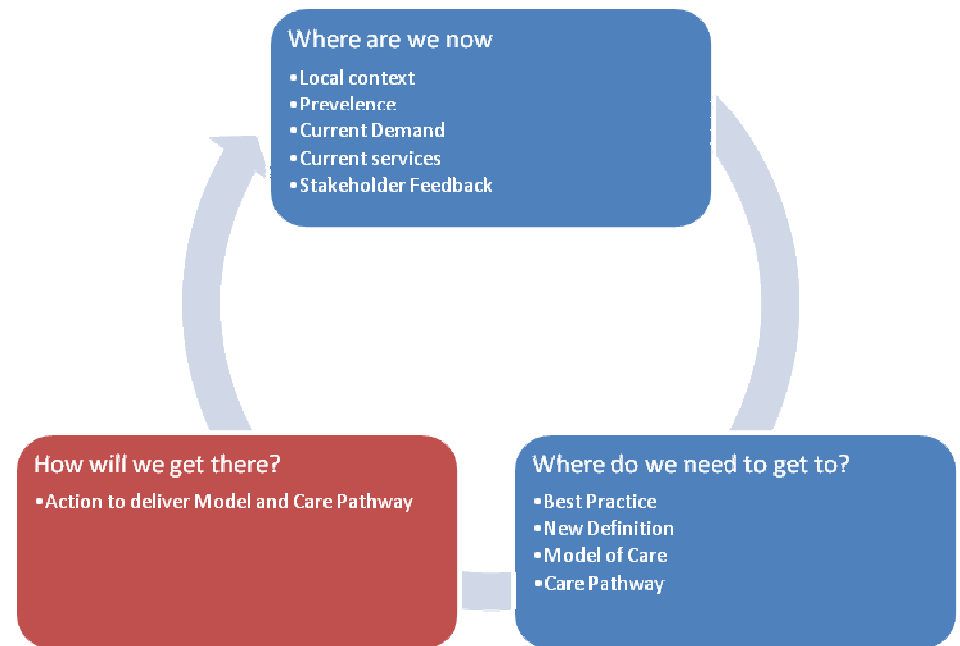 Where are we now
•Local context
•Prevelence
•Current Demand
•Current services
•Stakeholder Feedback
How will we get there?
•Action to deliver Model and Care Pathway
Where do we need to get to?
•Best Practice
•New Definition
•Model of Care
•Care Pathway